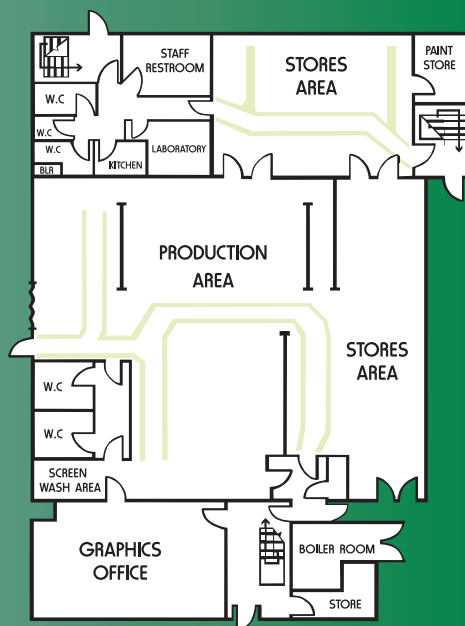 STAFF
RESTROOM
STORES
AREA
PAINT
STORE
W.C
W.C
W.C
BLR
KITCHEN
LABORATORY
PRODUCTION
AREA
STORES
AREA
W.C
W.C
SCREEN
WASH AREA
GRAPHICS
OFFICE
BOILER ROOM
STORE